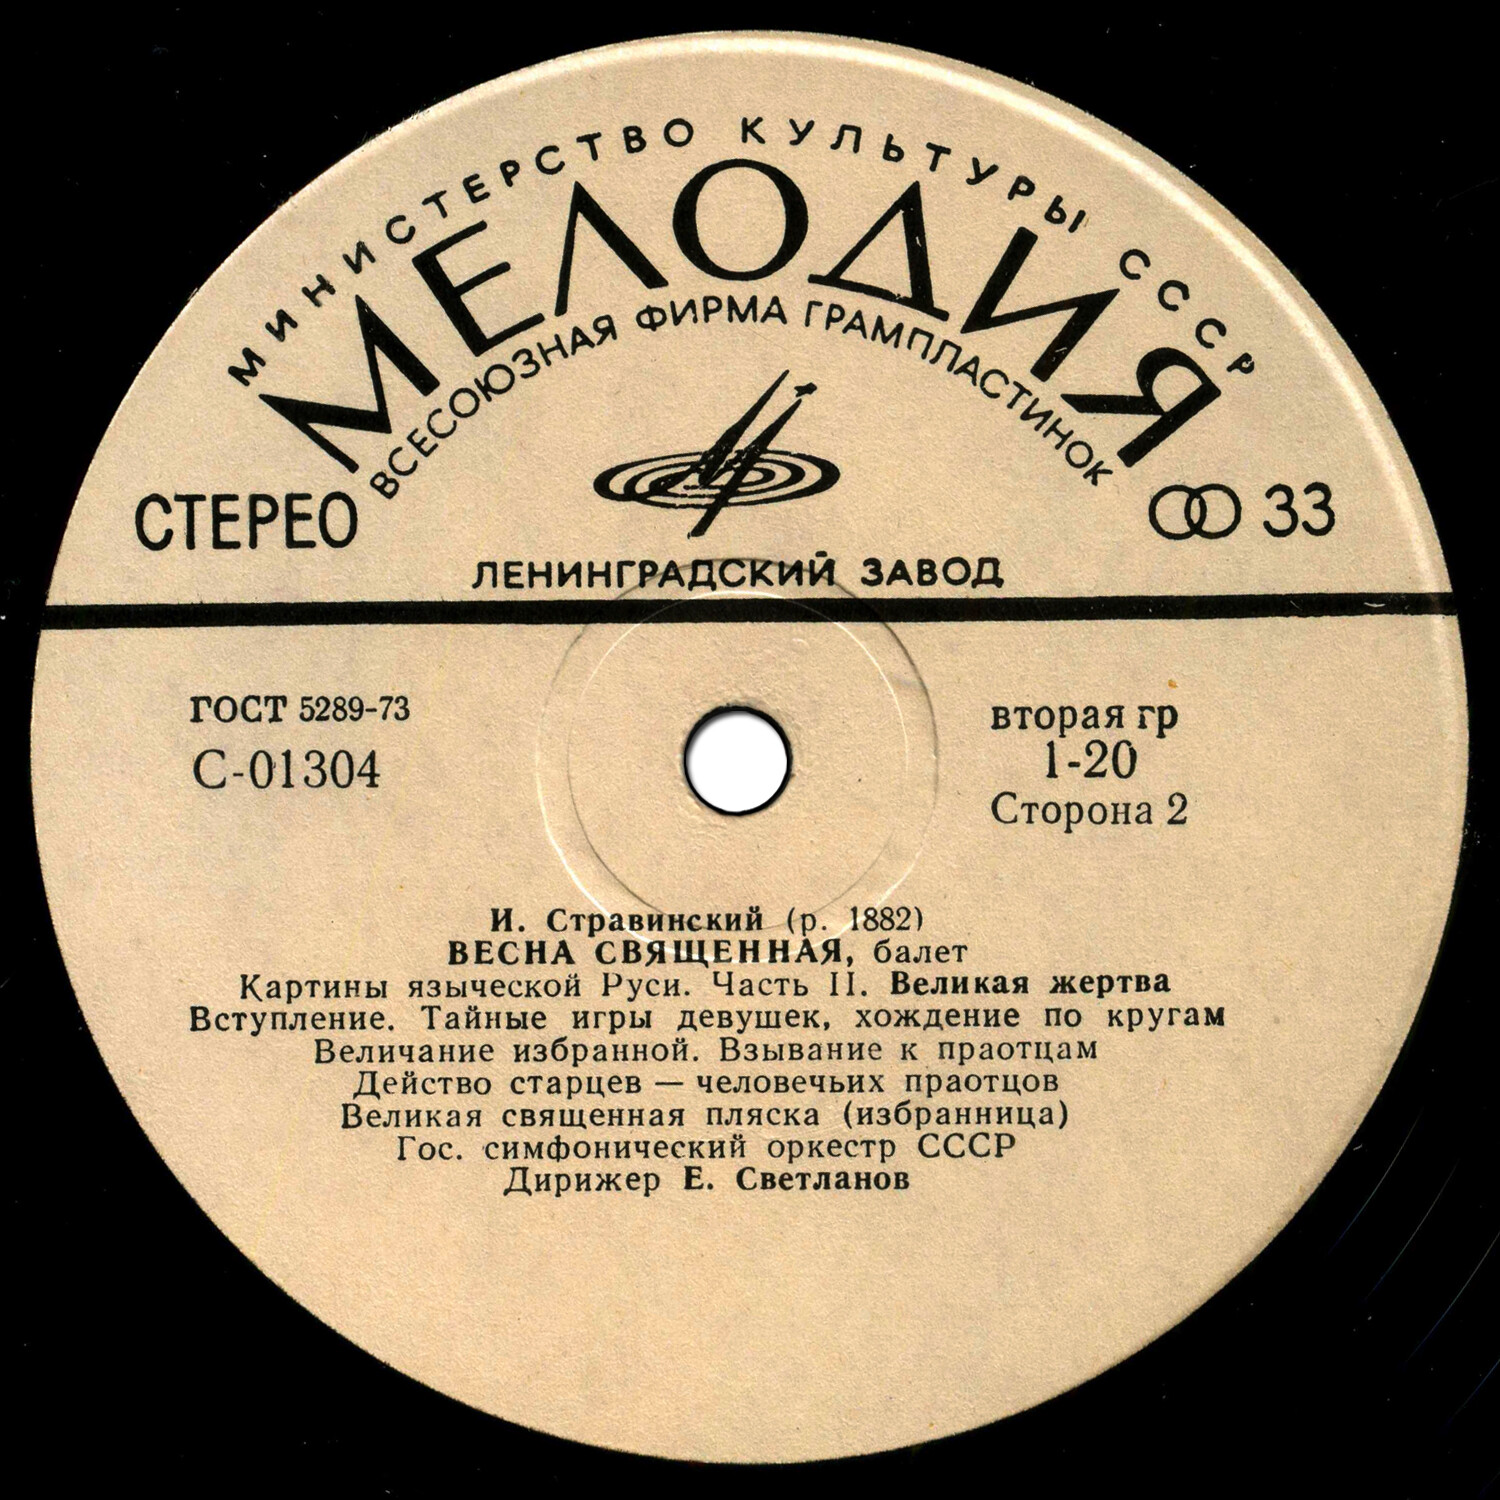 МИНИСТЕРСТВО КУЛЬТУРЫ СССР
МЕЛОДИЯ
ВСЕСОЮЗНАЯ ФИРМА ГРАМПЛАСТИНОК
СТЕРЕО
33
ЛЕНИНГРАДСКИЙ ЗАВОД
ГОСТ 5289-73
С-01304
вторая гр
1-20
Сторона 2
И. Стравинский (р. 1882)
ВЕСНА СВЯЩЕННАЯ, балет
Картины языческой Руси. Часть II. Великая жертва
Вступление. Тайные игры девушек, хождение по кругам
Величание избранной. Взывание к праотцам
Действо старцев — человечьих праотцов
Великая священная пляска (избранница)
Гос. симфонический оркестр СССР
Дирижер Е. Светланов